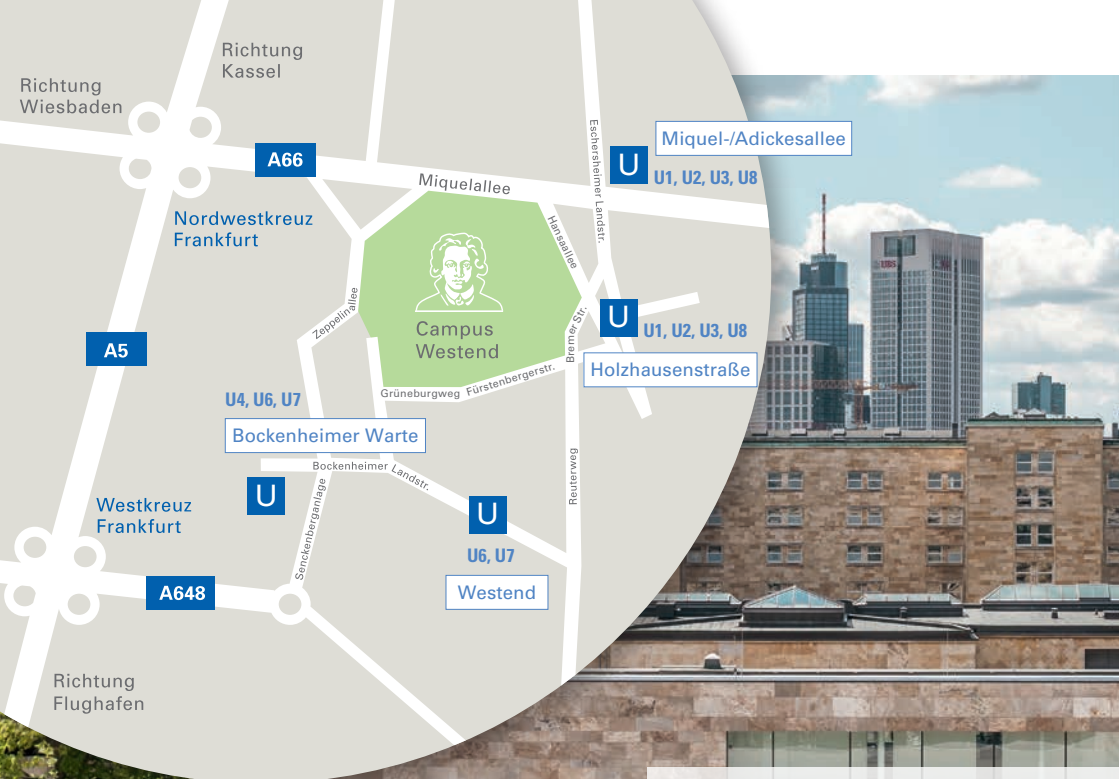 Richtung
Kassel
Richtung
Wiesbaden
A66
Miquelallee
Eschersheimer Landstr.
Miquel-/Adickesallee
U
U1, U2, U3, U8
Nordwestkreuz
Frankfurt
Hansaallee
Zeppelinallee
Campus
Westend
UBS
A5
U
U1, U2, U3, U8
Bremer Str.
Holzhausenstraße
Grüneburgweg
Fürstenbergerstr.
U4, U6, U7
Bockenheimer Warte
Bockenheimer Landstr.
U
Reuterweg
Senckenberganlage
U
U6, U7
Westend
Westkreuz
Frankfurt
A648
Richtung
Flughafen